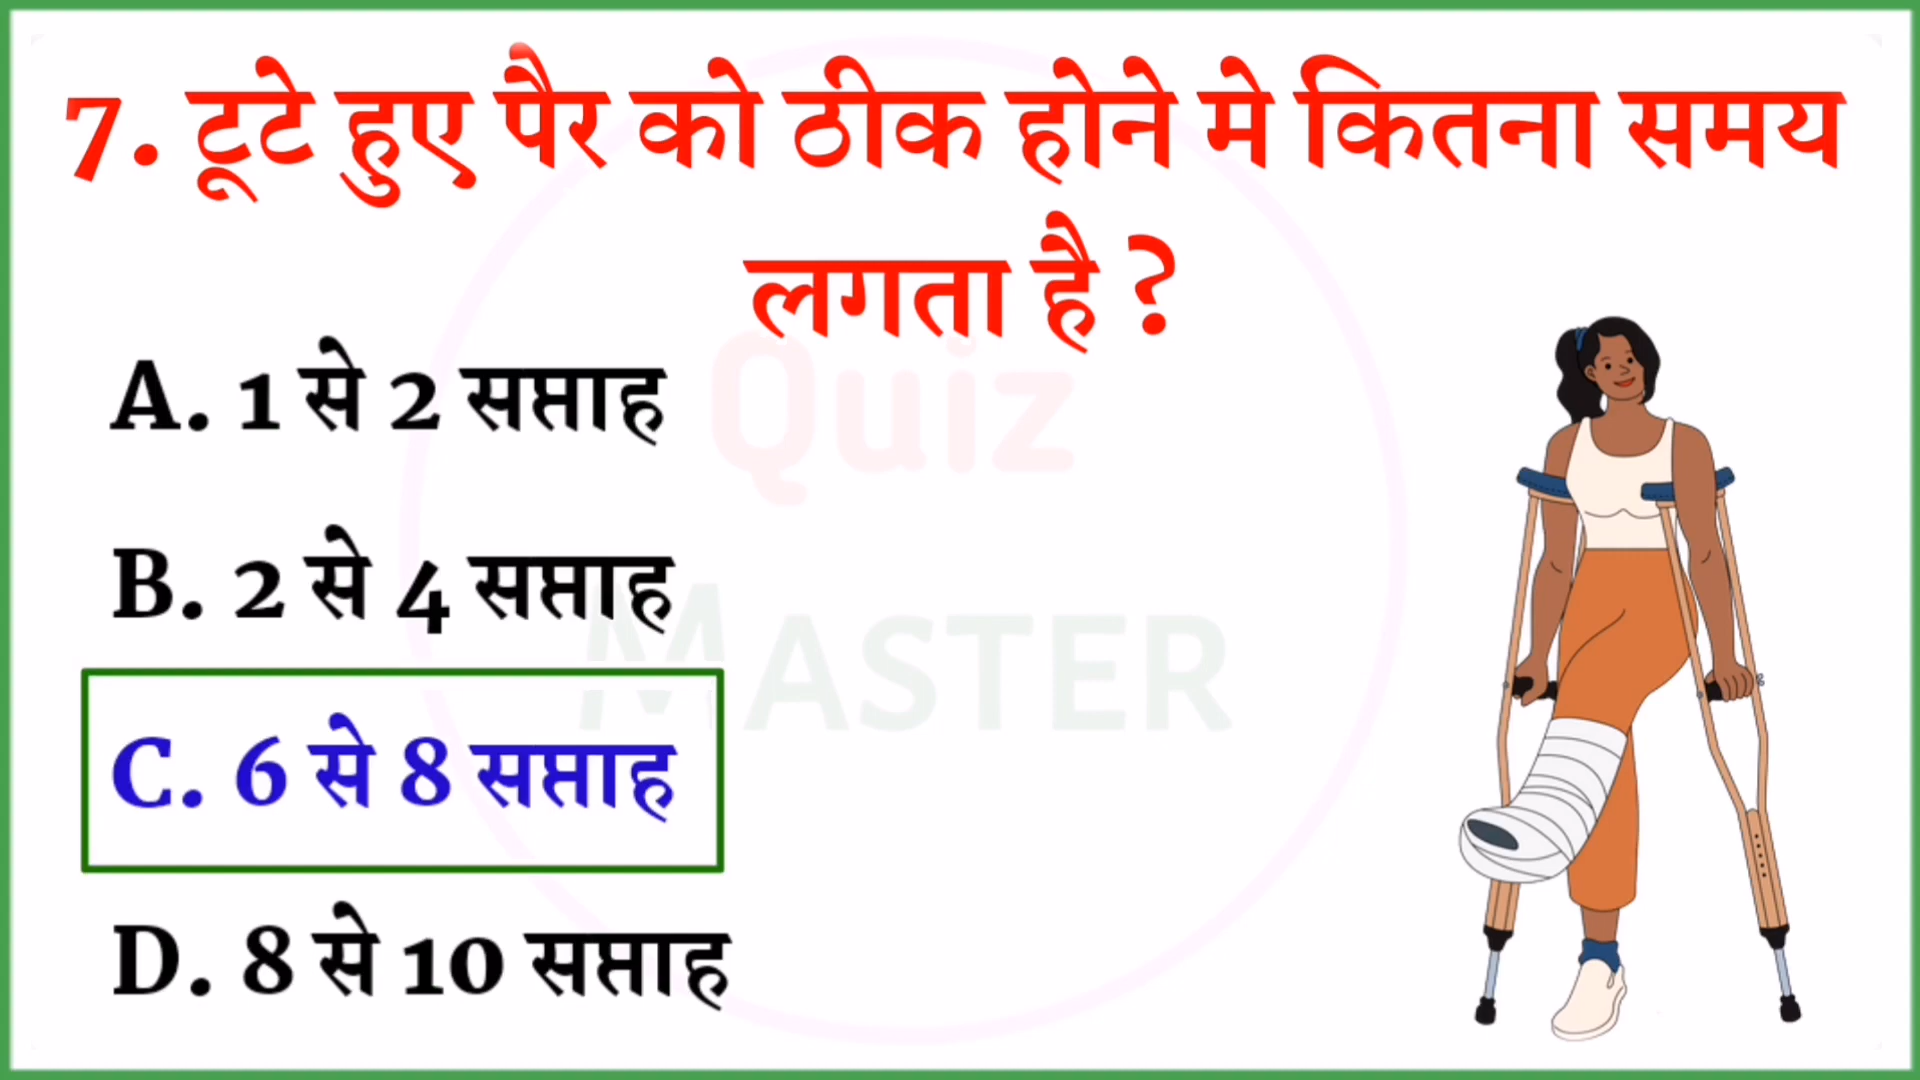 7. टूटे हुए पैर को ठीक होने मे कितना समय
लगता है ?
A. 1 से 2 सप्ताह
B. 2 से 4 सप्ताह
C. 6 से 8 सप्ताह
D. 8 से 10 सप्ताह
Quiz
MASTER